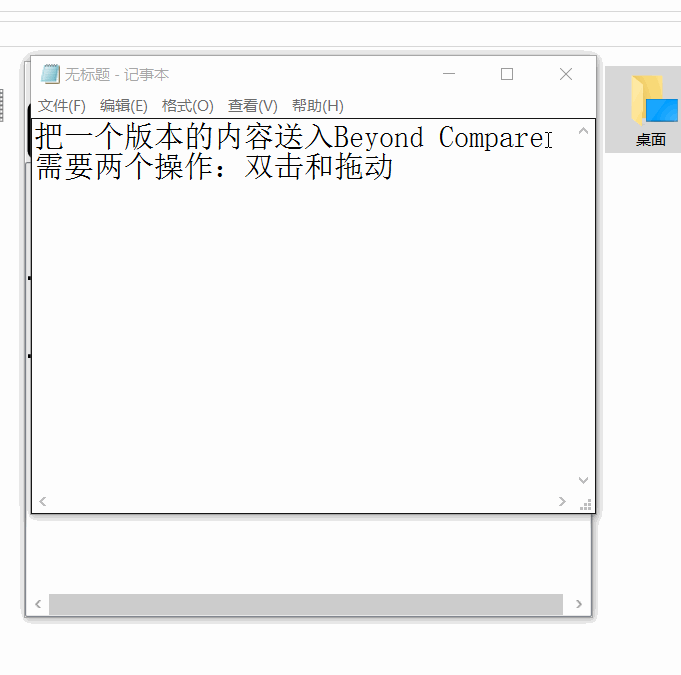 无标题 - 记事本
文件(F) 编辑(E) 格式(O) 查看(V) 帮助(H)
把一个版本的内容送入Beyond Compare
需要两个操作：双击和拖动
桌面